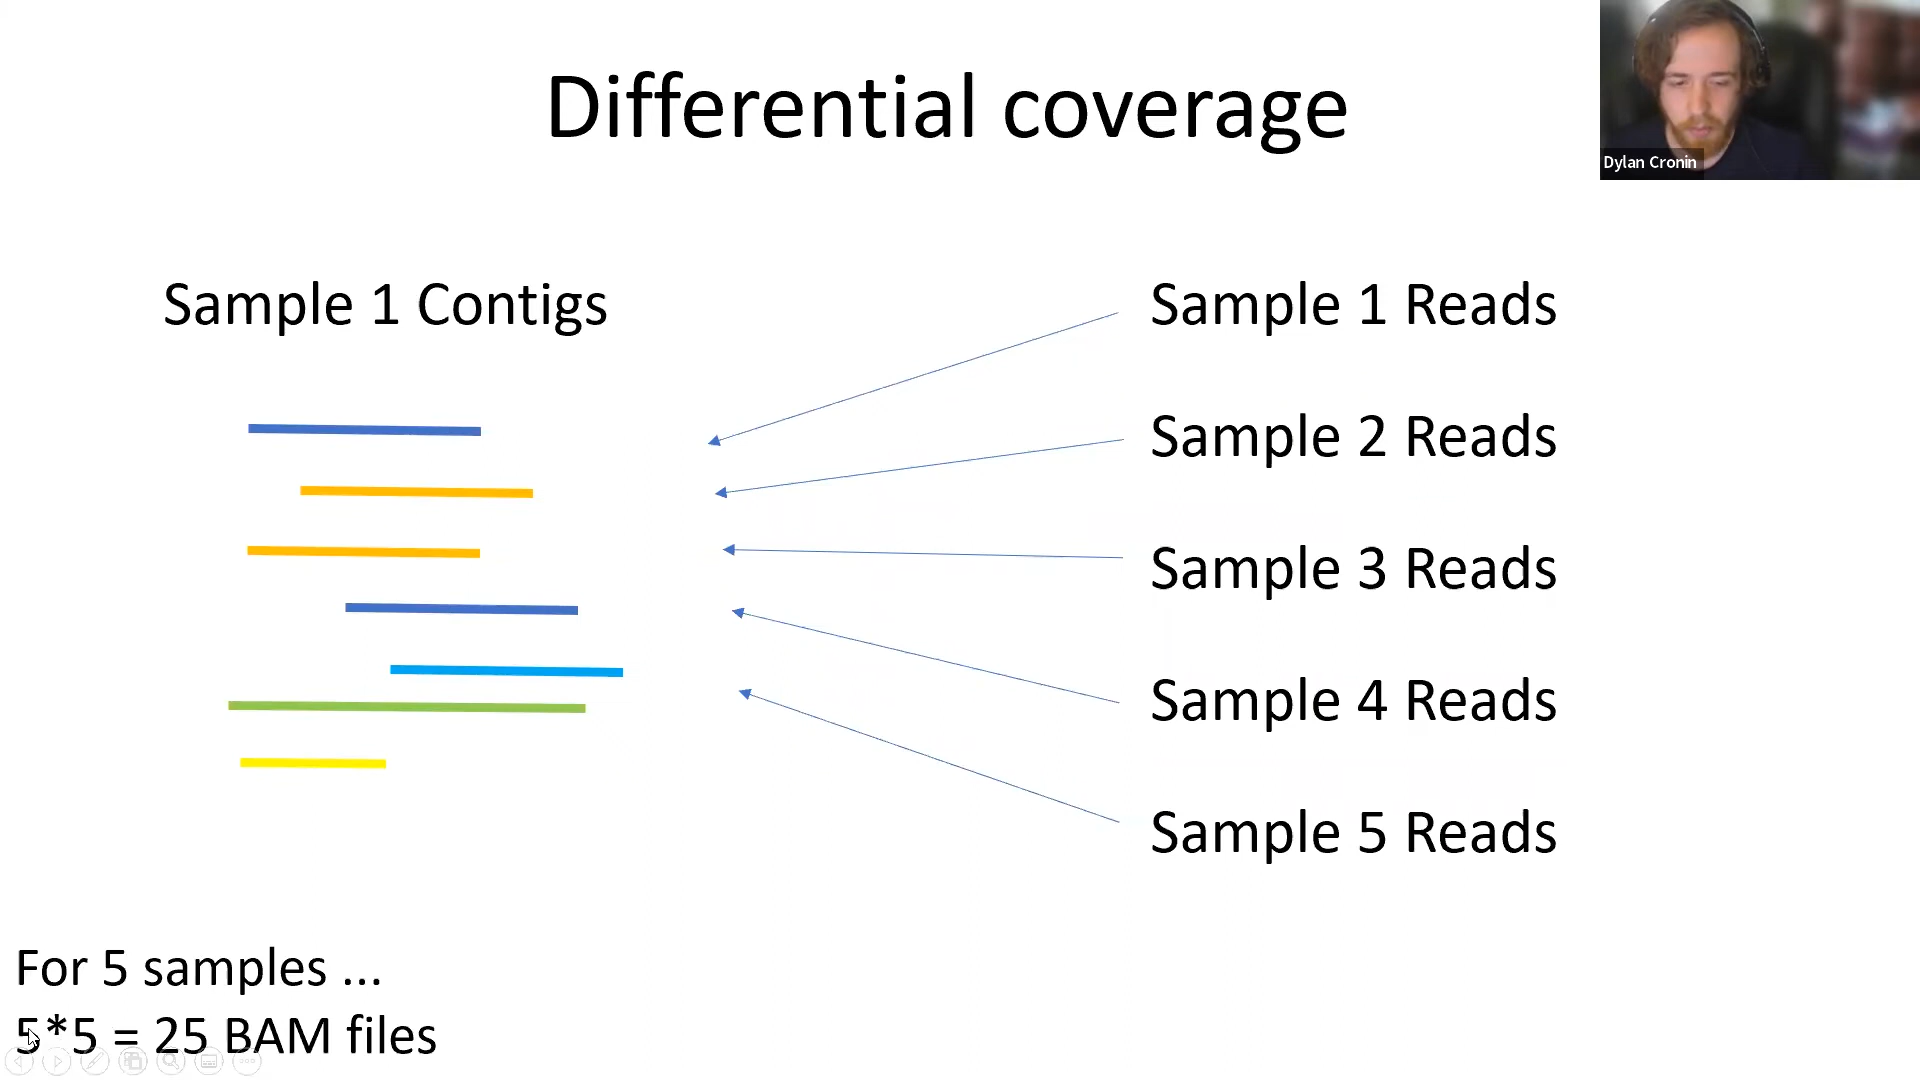 Differential coverage
Dylan Cronin
Sample 1 Contigs
Sample 1 Reads
Sample 2 Reads
Sample 3 Reads
Sample 4 Reads
Sample 5 Reads
For 5 samples ...
5*5 = 25 BAM files